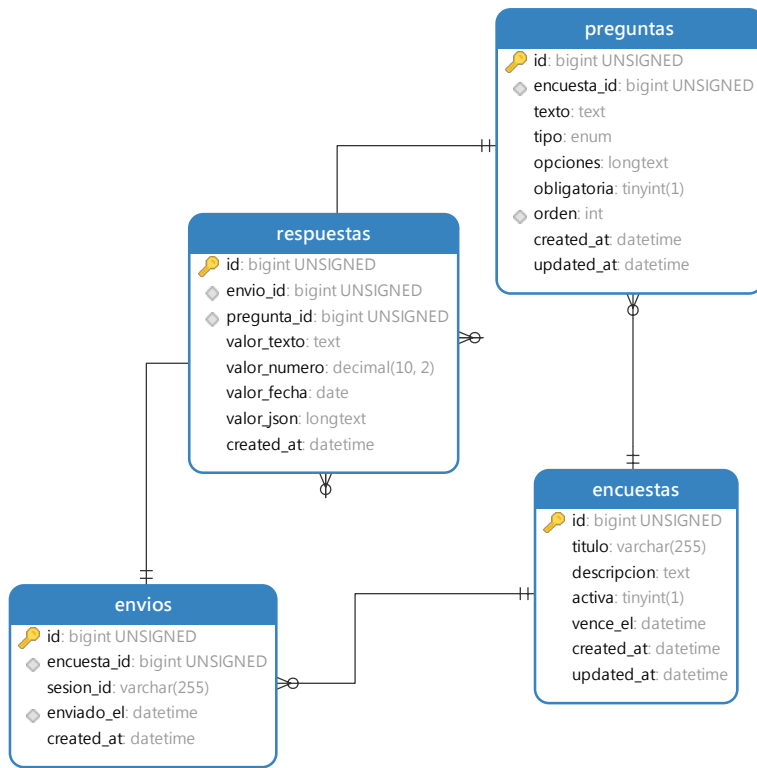 preguntas
id: bigint UNSIGNED
encuesta_id: bigint UNSIGNED
texto: text
tipo: enum
opciones: longtext
obligatoria: tinyint(1)
orden: int
created_at: datetime
updated_at: datetime
respuestas
id: bigint UNSIGNED
envio_id: bigint UNSIGNED
pregunta_id: bigint UNSIGNED
valor_texto: text
valor_numero: decimal(10, 2)
valor_fecha: date
valor_json: longtext
created_at: datetime
encuestas
id: bigint UNSIGNED
titulo: varchar(255)
descripcion: text
activa: tinyint(1)
vence_el: datetime
created_at: datetime
updated_at: datetime
envios
id: bigint UNSIGNED
encuesta_id: bigint UNSIGNED
sesion_id: varchar(255)
enviado_el: datetime
created_at: datetime